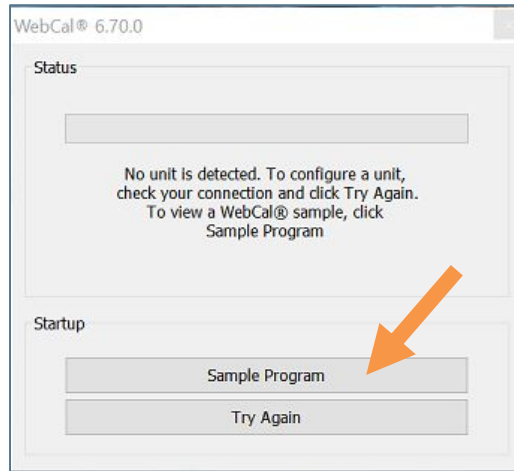 WebCal® 6.70.0
Status
No unit is detected. To configure a unit,
check your connection and click Try Again.
To view a WebCal® sample, click
Sample Program
Startup
Sample Program
Try Again